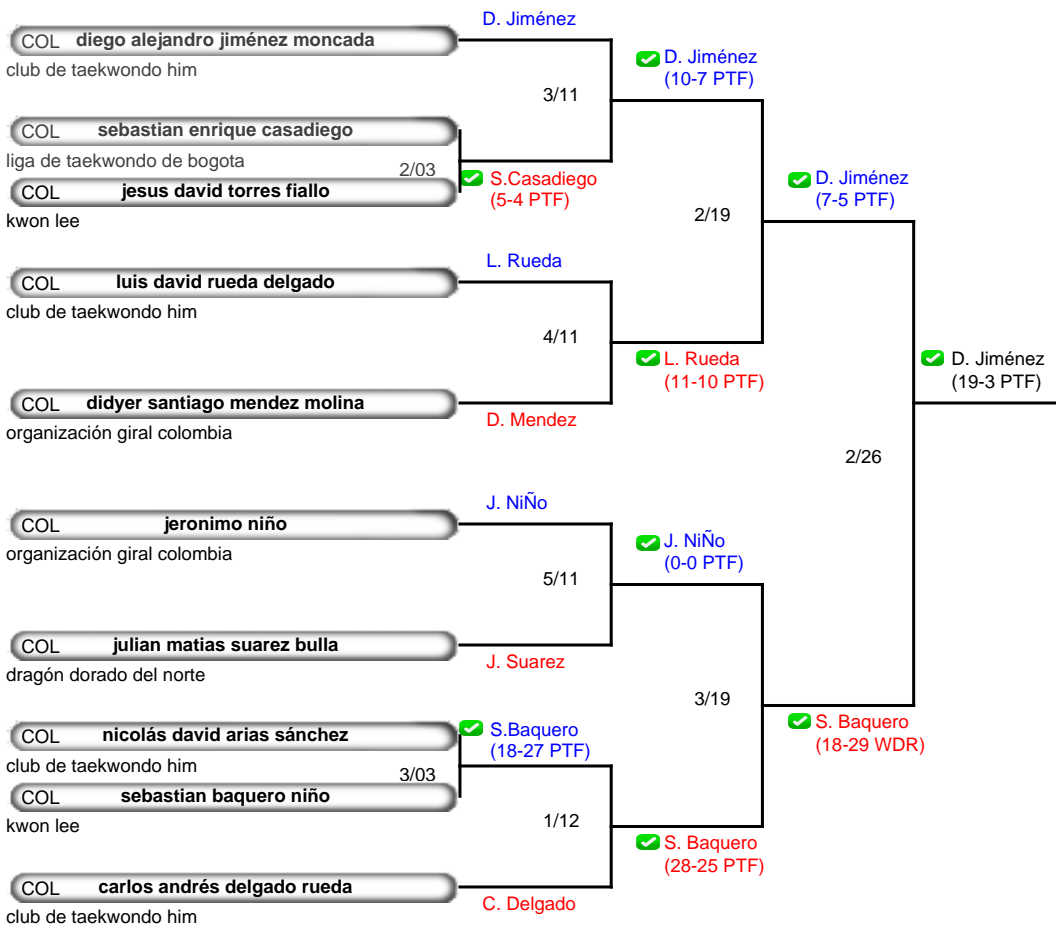 D. Jiménez
COL diego alejandro jiménez moncada
club de taekwondo him
D. Jiménez
(10-7 PTF)
3/11
COL sebastian enrique casadiego
liga de taekwondo de bogota
2/03
COL jesus david torres fiallo
kwon lee
S.Casadiego
(5-4 PTF)
D. Jiménez
(7-5 PTF)
2/19
L. Rueda
COL luis david rueda delgado
club de taekwondo him
4/11
L. Rueda
(11-10 PTF)
D. Jiménez
(19-3 PTF)
COL didyer santiago mendez molina
organización giral colombia
D. Mendez
2/26
J. NiÑo
COL jeronimo niño
organización giral colombia
J. NiÑo
(0-0 PTF)
5/11
COL julian matias suarez bulla
dragón dorado del norte
J. Suarez
3/19
S. Baquero
(18-29 WDR)
COL nicolás david arias sánchez
club de taekwondo him
S.Baquero
(18-27 PTF)
3/03
COL sebastian baquero niño
kwon lee
1/12
S. Baquero
(28-25 PTF)
COL carlos andrés delgado rueda
club de taekwondo him
C. Delgado